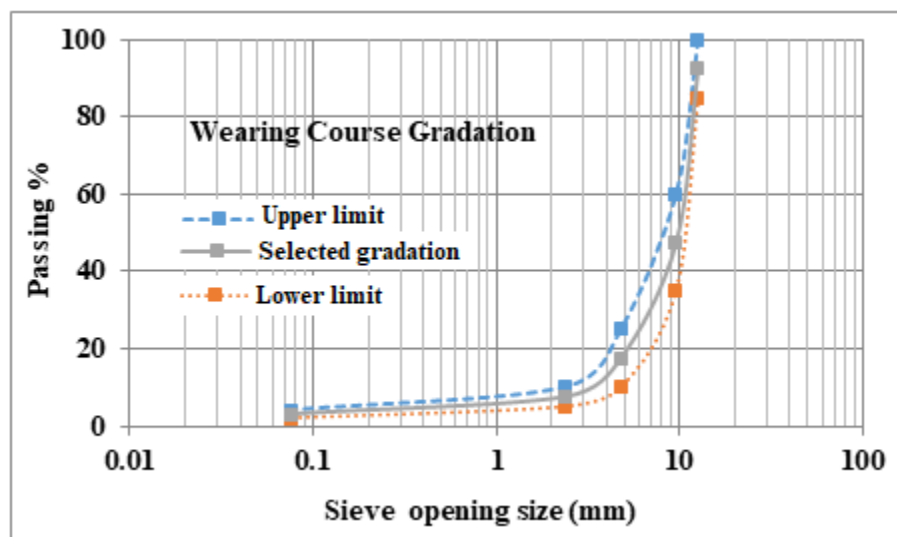 100
80
60
40
20
0
Passing %
Wearing Course Gradation
Upper limit
Selected gradation
Lower limit
0.01 0.1 1 10 100
Sieve opening size (mm)